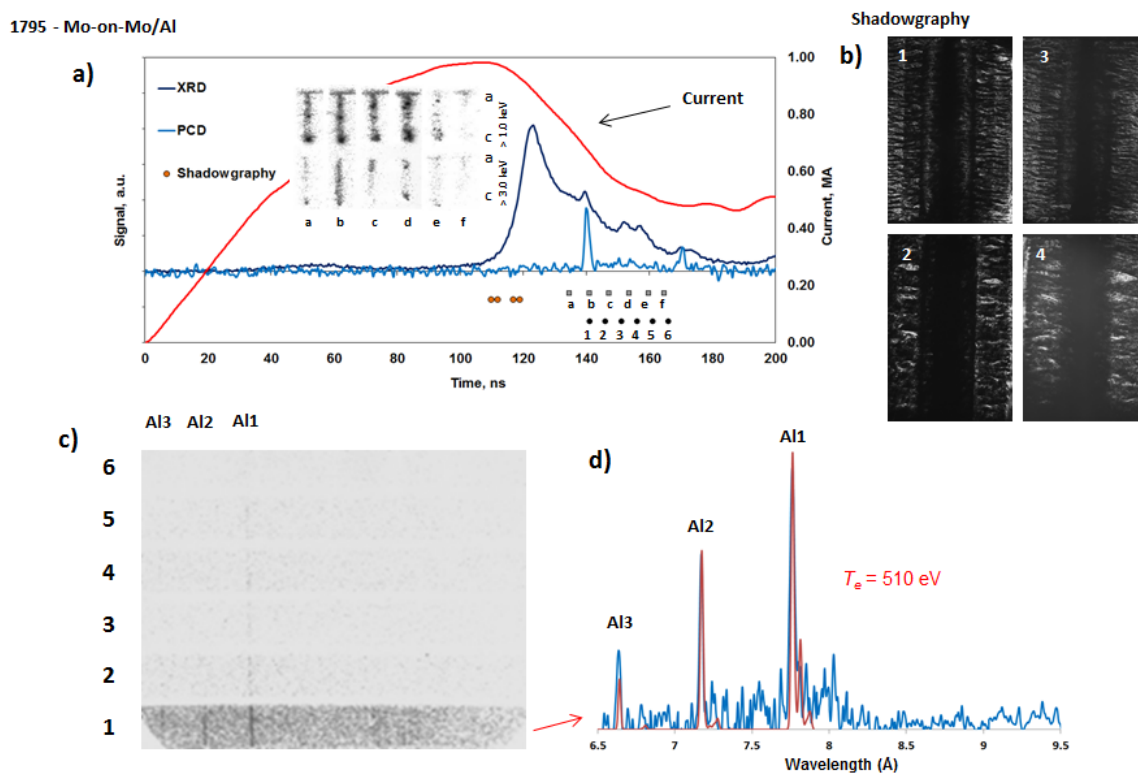 1795 - Mo-on-Mo/Al
Shadowgraphy
a)
XRD
PCD
Shadowgraphy
Current
a
c
> 1.0 keV
a
c
> 3.0 keV
a b c d e f
Signal, a.u.
1.00
0.80
0.60
0.40
0.20
0.00
Current, MA
a b c d e f
1 2 3 4 5 6
0 20 40 60 80 100 120 140 160 180 200
Time, ns
b)
1
3
2
4
c)
Al3 Al2 Al1
6
5
4
3
2
1
d)
Al1
Al2
Al3
Te = 510 eV
6.5 7 7.5 8 8.5 9 9.5
Wavelength (Å)